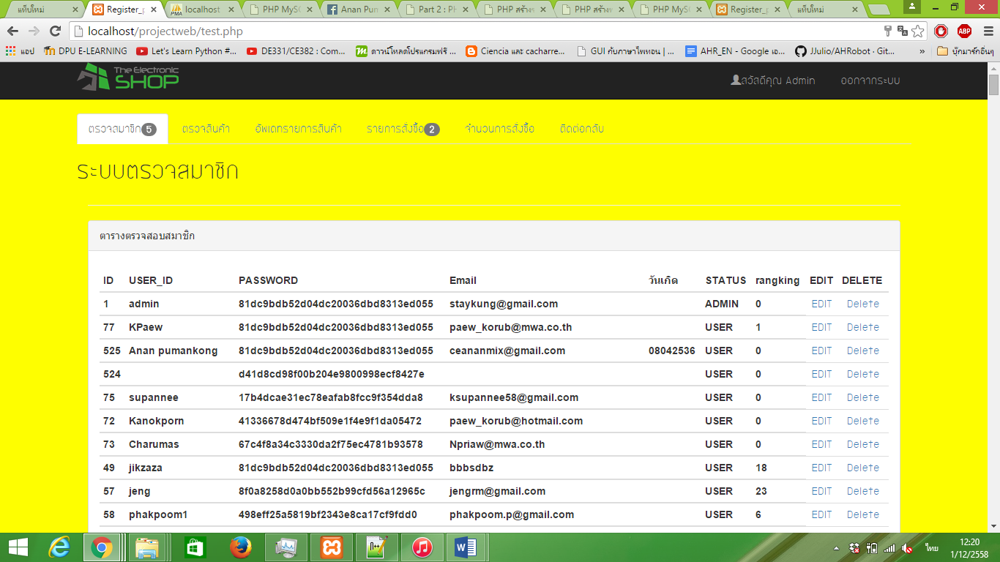 แท็บใหม่ Register_p localhost PHP MySQ Anan Pum Part 2 : PH PHP สร้างร PHP สร้างท PHP MySQ Register_p แท็บใหม่
localhost/projectweb/test.php
แอป DPU E-LEARNING Let's Learn Python #... DE331/CE382 : Com... ดาวน์โหลดโปรแกรมฟรี ... Ciencia และ cacharre... GUI กับภาษาไพทอน | ... AHR_EN - Google เอ... JJulio/AHRobot · Git... » บุ๊กมาร์กอื่นๆ
The Electronic
SHOP
สวัสดีคุณ Admin ออกจากระบบ
ตรวจสมาชิก 5 ตรวจสินค้า อัพเดทรายการสินค้า รายการสั่งซื้อ 2 จำนวนการสั่งซื้อ ติดต่อกลับ
ระบบตรวจสมาชิก
ตารางตรวจสอบสมาชิก
ID USER_ID PASSWORD Email วันเกิด STATUS rangking EDIT DELETE
1 admin 81dc9bdb52d04dc20036dbd8313ed055 staykung@gmail.com ADMIN 0 EDIT Delete
77 KPaew 81dc9bdb52d04dc20036dbd8313ed055 paew_korub@mwa.co.th USER 1 EDIT Delete
525 Anan pumankong 81dc9bdb52d04dc20036dbd8313ed055 ceananmix@gmail.com 08042536 USER 0 EDIT Delete
524 d41d8cd98f00b204e9800998ecf8427e USER 0 EDIT Delete
75 supannee 17b4dcae31ec78eafab8fcc9f354dda8 ksupannee58@gmail.com USER 0 EDIT Delete
72 Kanokporn 41336678d474bf509e1f4e9f1da05472 paew_korub@hotmail.com USER 0 EDIT Delete
73 Charumas 67c4f8a34c3330da2f75ec4781b93578 Npriaw@mwa.co.th USER 0 EDIT Delete
49 jikzaza 81dc9bdb52d04dc20036dbd8313ed055 bbbsdbz USER 18 EDIT Delete
57 jeng 8f0a8258d0a0bb552b99cfd56a12965c jengrm@gmail.com USER 23 EDIT Delete
58 phakpoom1 498eff25a5819bf2343e8ca17cf9fdd0 phakpoom.p@gmail.com USER 6 EDIT Delete
ไทย 12:20
1/12/2558